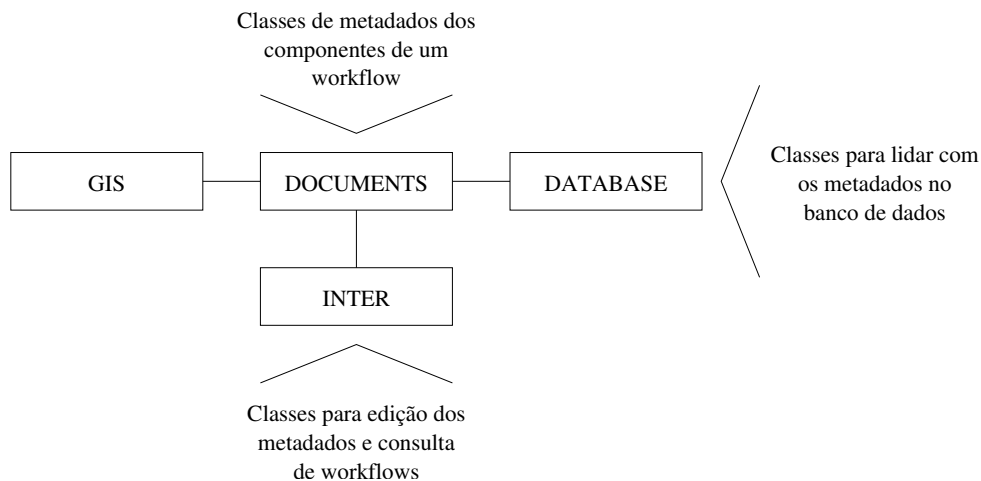 Classes de metadados dos
componentes de um
workflow
GIS
DOCUMENTS
DATABASE
Classes para lidar com
os metadados no
banco de dados
INTER
Classes para edição dos
metadados e consulta
de workflows